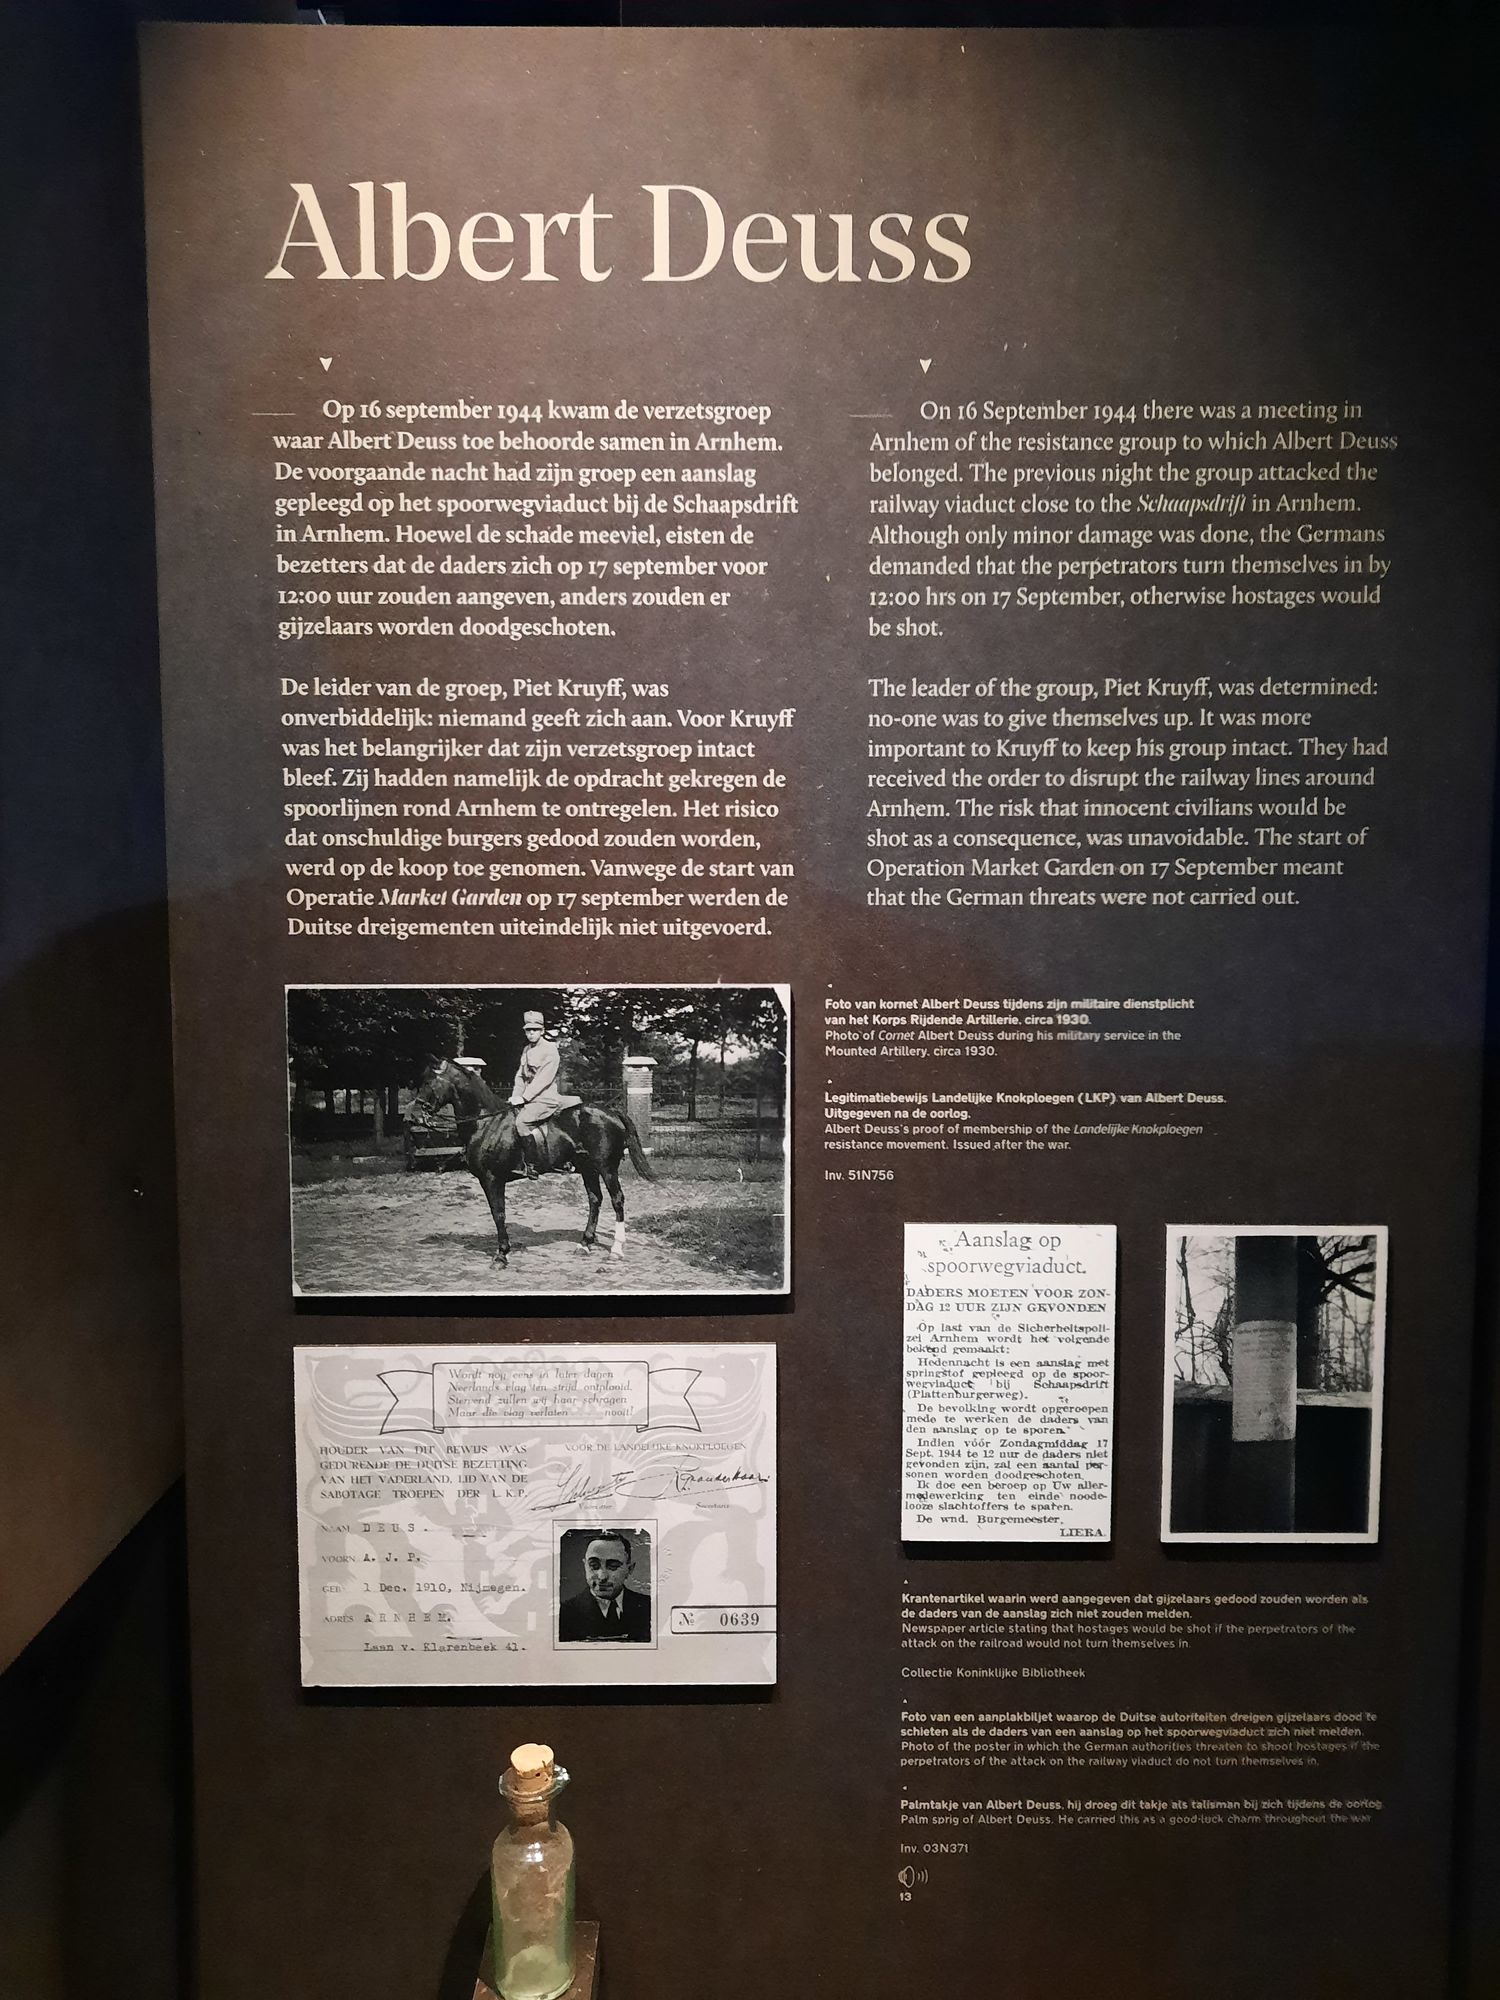 Albert Deuss
Op 16 september 1944 kwam de verzetsgroep
waar Albert Deuss toe behoorde samen in Arnhem.
De voorgaande nacht had zijn groep een aanslag
gepleegd op het spoorwegviaduct bij de Schaapsdrift
in Arnhem. Hoewel de schade meeviel, eisten de
bezetters dat de daders zich op 17 september voor
12:00 uur zouden aangeven, anders zouden er
gijzelaars worden doodgeschoten.
De leider van de groep, Piet Kruyff, was
onverbiddelijk: niemand geeft zich aan. Voor Kruyff
was het belangrijker dat zijn verzetsgroep intact
bleef. Zij hadden namelijk de opdracht gekregen de
spoorlijnen rond Arnhem te ontregelen. Het risico
dat onschuldige burgers gedood zouden worden,
werd op de koop toe genomen. Vanwege de start van
Operatie Market Garden op 17 september werden de
Duitse dreigementen uiteindelijk niet uitgevoerd.
On 16 September 1944 there was a meeting in
Arnhem of the resistance group to which Albert Deuss
belonged. The previous night the group attacked the
railway viaduct close to the Schaapsdrift in Arnhem.
Although only minor damage was done, the Germans
demanded that the perpetrators turn themselves in by
12:00 hrs on 17 September, otherwise hostages would
be shot.
The leader of the group, Piet Kruyff, was determined:
no-one was to give themselves up. It was more
important to Kruyff to keep his group intact. They had
received the order to disrupt the railway lines around
Arnhem. The risk that innocent civilians would be
shot as a consequence, was unavoidable. The start of
Operation Market Garden on 17 September meant
that the German threats were not carried out.
Foto van kornet Albert Deuss tijdens zijn militaire dienstplicht
van het Korps Rijdende Artillerie, circa 1930.
Photo of Cornet Albert Deuss during his military service in the
Mounted Artillery, circa 1930.
Legitimatiebewijs Landelijke Knokploegen (LKP) van Albert Deuss.
Uitgegeven na de oorlog.
Albert Deuss's proof of membership of the Landelijke Knokploegen
resistance movement. Issued after the war.
Inv. 51N756
Wordt nog eens in later dagen
Neerlands vlag ten strijd ontplooid,
Stervend zullen wij haar schragen
Maar die vlag verlaten ..... nooit!
HOUDER VAN DIT BEWIJS WAS
GEDURENDE DE DUITSE BEZETTING
VAN HET VADERLAND, LID VAN DE
SABOTAGE TROEPEN DER L.K.P.
VOOR DE LANDELIJKE KNOKPLOEGEN
Voorzitter Secretaris
NAAM DEUS.
VOORN. A. J. P.
GEB. 1 Dec. 1910, Nijmegen.
ADRES ARNHEM.
Laan v. Klarenbeek 41.
No 0639
Aanslag op
spoorwegviaduct.
DADERS MOETEN VOOR ZON-
DAG 12 UUR ZIJN GEVONDEN
Op last van de Sicherheitspoli-
zei Arnhem wordt het volgende
bekend gemaakt:
Hedennacht is een aanslag met
springstof gepleegd op de spoor-
wegviaduct bij Schaapsdrift
(Plattenburgerweg).
De bevolking wordt opgeroepen
mede te werken de daders van
den aanslag op te sporen.
Indien vóór Zondagmiddag 17
Sept. 1944 te 12 uur de daders niet
gevonden zijn, zal een aantal per-
sonen worden doodgeschoten.
Ik doe een beroep op Uw aller-
medewerking ten einde noode-
looze slachtoffers te sparen.
De wnd. Burgemeester,
LIERA.
Krantenartikel waarin werd aangegeven dat gijzelaars gedood zouden worden als
de daders van de aanslag zich niet zouden melden.
Newspaper article stating that hostages would be shot if the perpetrators of the
attack on the railroad would not turn themselves in.
Collectie Koninklijke Bibliotheek
Foto van een aanplakbiljet waarop de Duitse autoriteiten dreigen gijzelaars dood te
schieten als de daders van een aanslag op het spoorwegviaduct zich niet melden.
Photo of the poster in which the German authorities threaten to shoot hostages if the
perpetrators of the attack on the railway viaduct do not turn themselves in.
Palmtakje van Albert Deuss, hij droeg dit takje als talisman bij zich tijdens de oorlog.
Palm sprig of Albert Deuss. He carried this as a good-luck charm throughout the war.
Inv. 03N371
13